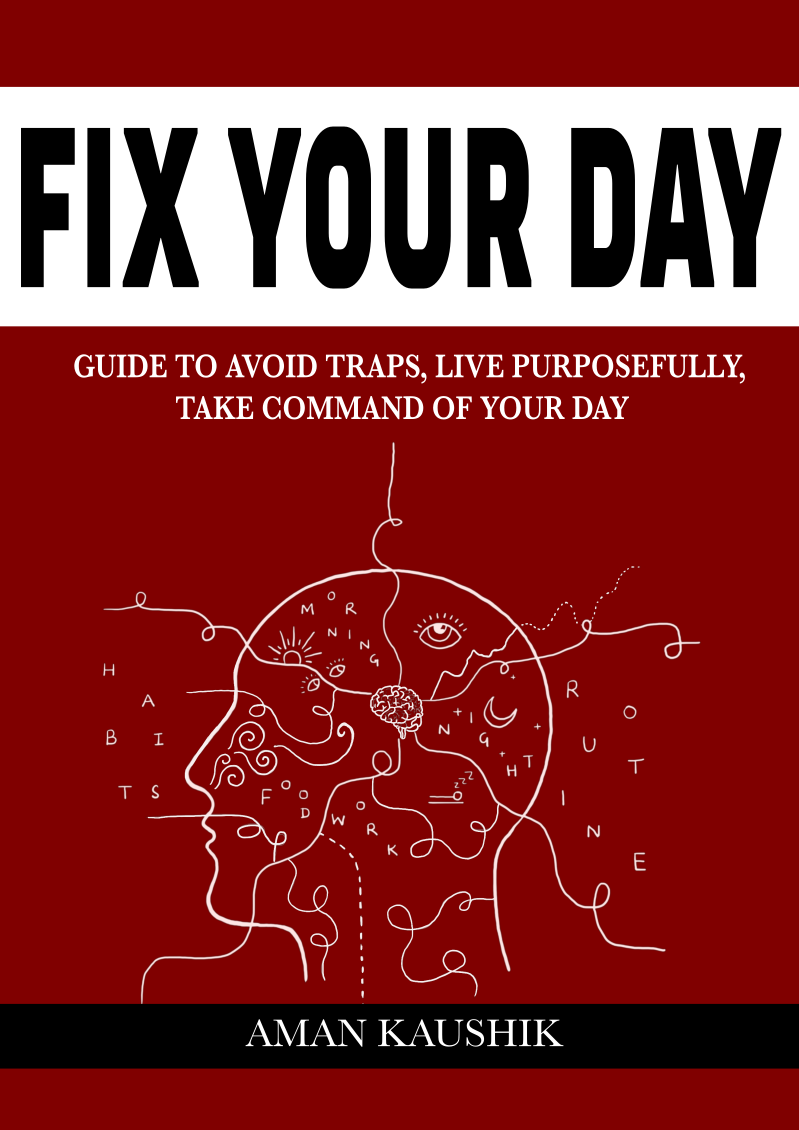 FIX YOUR DAY
GUIDE TO AVOID TRAPS, LIVE PURPOSEFULLY,
TAKE COMMAND OF YOUR DAY
MORNING
HABITS
NIGHT
ROUTINE
zzz
FOOD
WORK
AMAN KAUSHIK